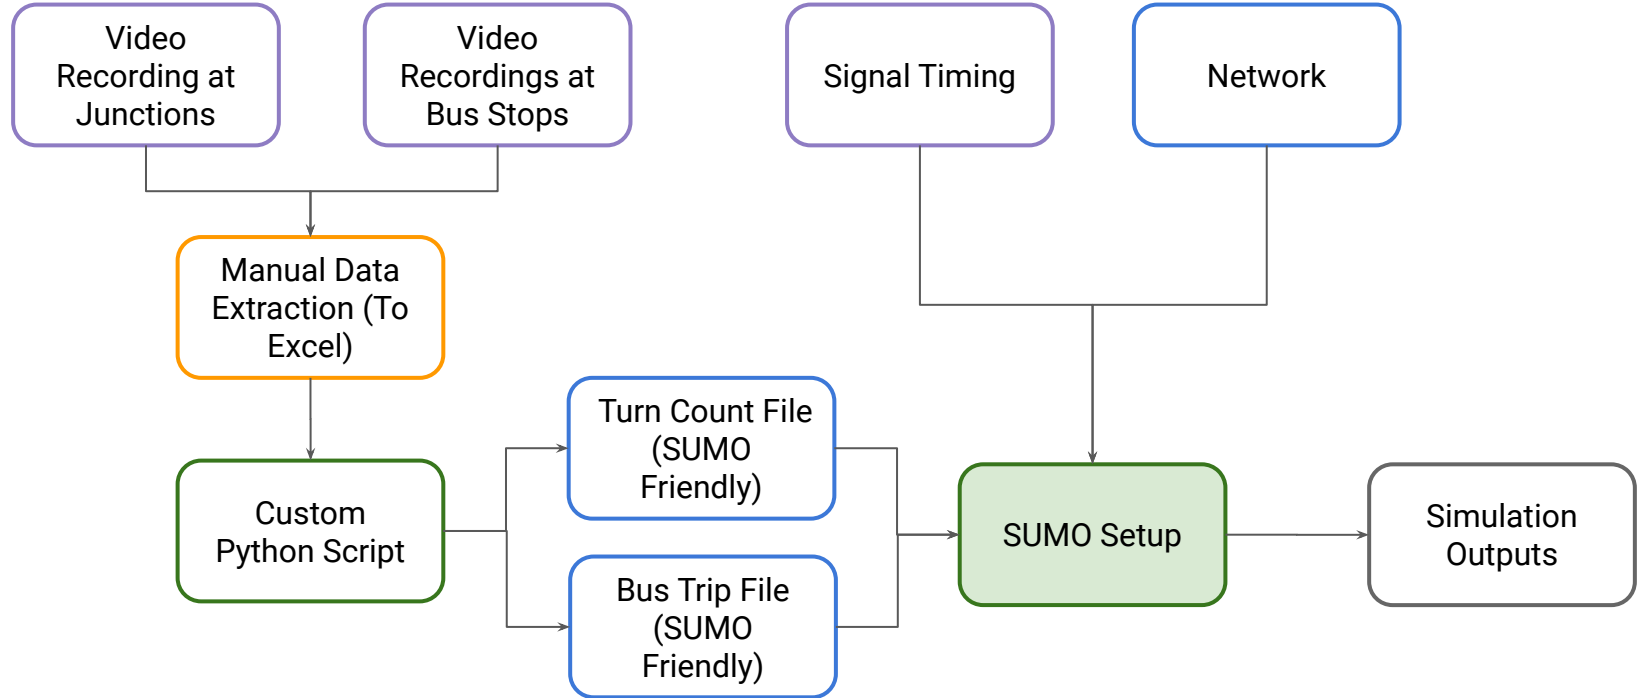 Video
Recording at
Junctions
Video
Recordings at
Bus Stops
Signal Timing
Network
Manual Data
Extraction (To
Excel)
Turn Count File
(SUMO
Friendly)
Custom
Python Script
SUMO Setup
Simulation
Outputs
Bus Trip File
(SUMO
Friendly)